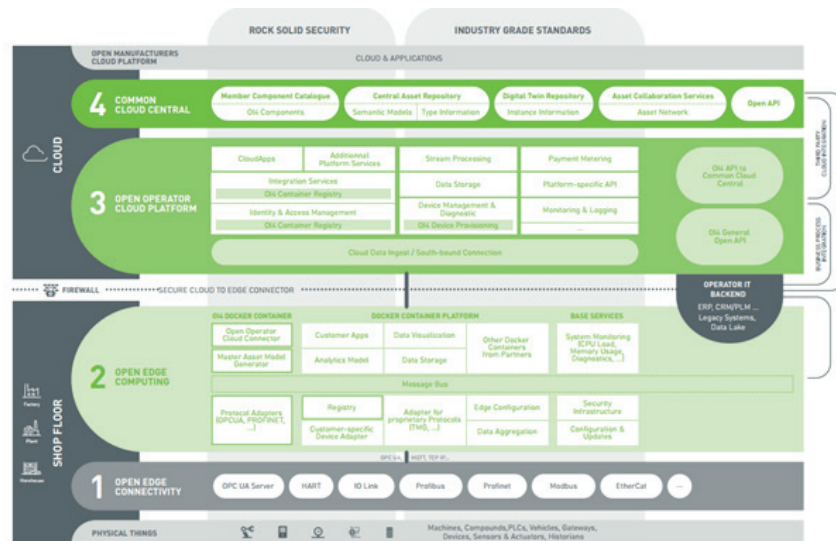 ROCK SOLID SECURITY
INDUSTRY GRADE STANDARDS
OPEN MANUFACTURERS
CLOUD PLATFORM
CLOUD & APPLICATIONS
CLOUD
4
COMMON
CLOUD CENTRAL
Member Component Catalogue
OI4 Components
Central Asset Repository
Semantic Models
Type Information
Digital Twin Repository
Instance Information
Asset Collaboration Services
Asset Network
Open API
THIRD PARTY
CLOUD INTEGRATION
3
OPEN OPERATOR
CLOUD PLATFORM
CloudApps
Additionnel
Platform Services
Stream Processing
Payment Metering
Integration Services
OI4 Container Registry
Data Storage
Platform-specific API
Identity & Access Management
OI4 Container Registry
Device Management &
Diagnostic
OI4 Device Provisioning
Monitoring & Logging
...
Cloud Data Ingest / South-bound Connection
OI4 API to
Common Cloud
Central
OI4 General
Open API
BUSINESS PROCESS
INTEGRATION
OPERATOR IT
BACKEND
ERP, CRM/PLM ...
Legacy Systems,
Data Lake
FIREWALL
SECURE CLOUD TO EDGE CONNECTOR
SHOP FLOOR
Factory
Plant
Warehouse
2
OPEN EDGE
COMPUTING
OI4 DOCKER CONTAINER
DOCKER CONTAINER PLATFORM
BASE SERVICES
Open Operator
Cloud Connector
Master Asset Model
Generator
Customer Apps
Data Visualization
Analytics Model
Data Storage
Other Docker
Containers
from Partners
System Monitoring
(CPU Load,
Memory Usage,
Diagnostics, ...)
Message Bus
Protocol Adapters
(OPCUA, PROFINET,
...)
Registry
Customer-specific
Device Adapter
Adapter for
proprietary Protocols
(TMG, ...)
Edge Configuration
Data Aggregation
Security
Infrastructure
Configuration &
Updates
1
OPEN EDGE
CONNECTIVITY
OPC UA Server
HART
IO Link
Profibus
Profinet
Modbus
EtherCat
...
PHYSICAL THINGS
Machines, Compounds,PLCs, Vehicles, Gateways,
Devices, Sensors & Actuators, Historians